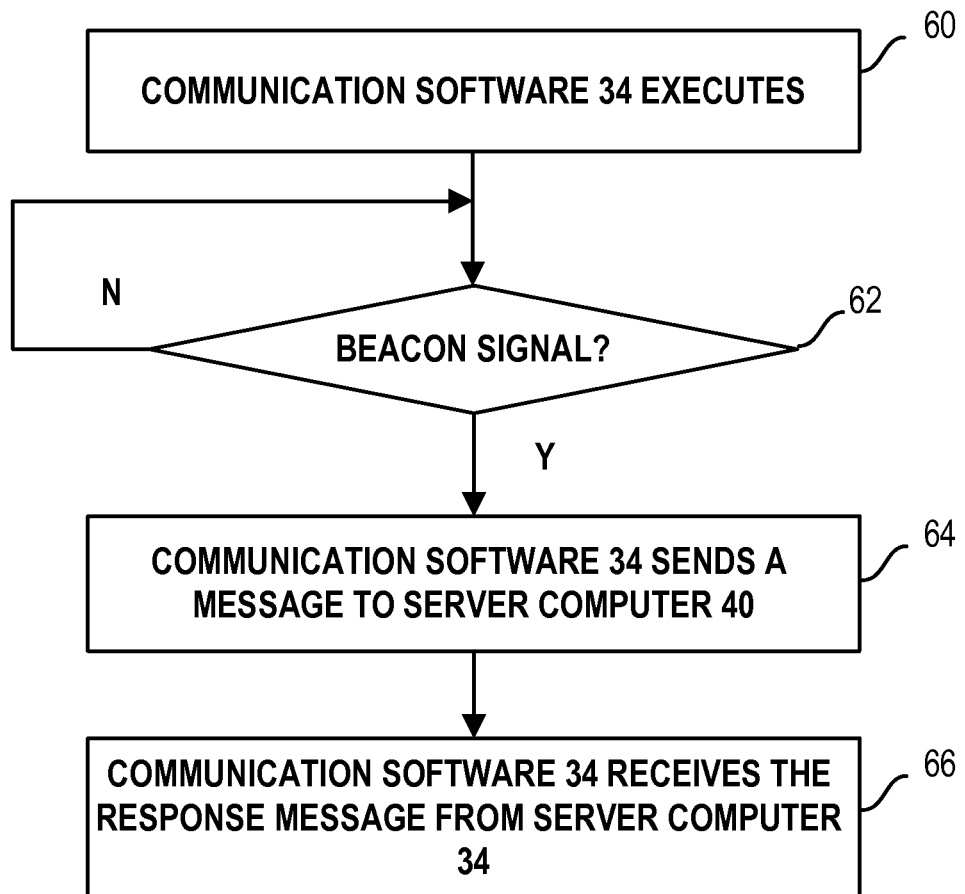 60
COMMUNICATION SOFTWARE 34 EXECUTES
N
62
BEACON SIGNAL?
Y
64
COMMUNICATION SOFTWARE 34 SENDS A
MESSAGE TO SERVER COMPUTER 40
66
COMMUNICATION SOFTWARE 34 RECEIVES THE
RESPONSE MESSAGE FROM SERVER COMPUTER
34